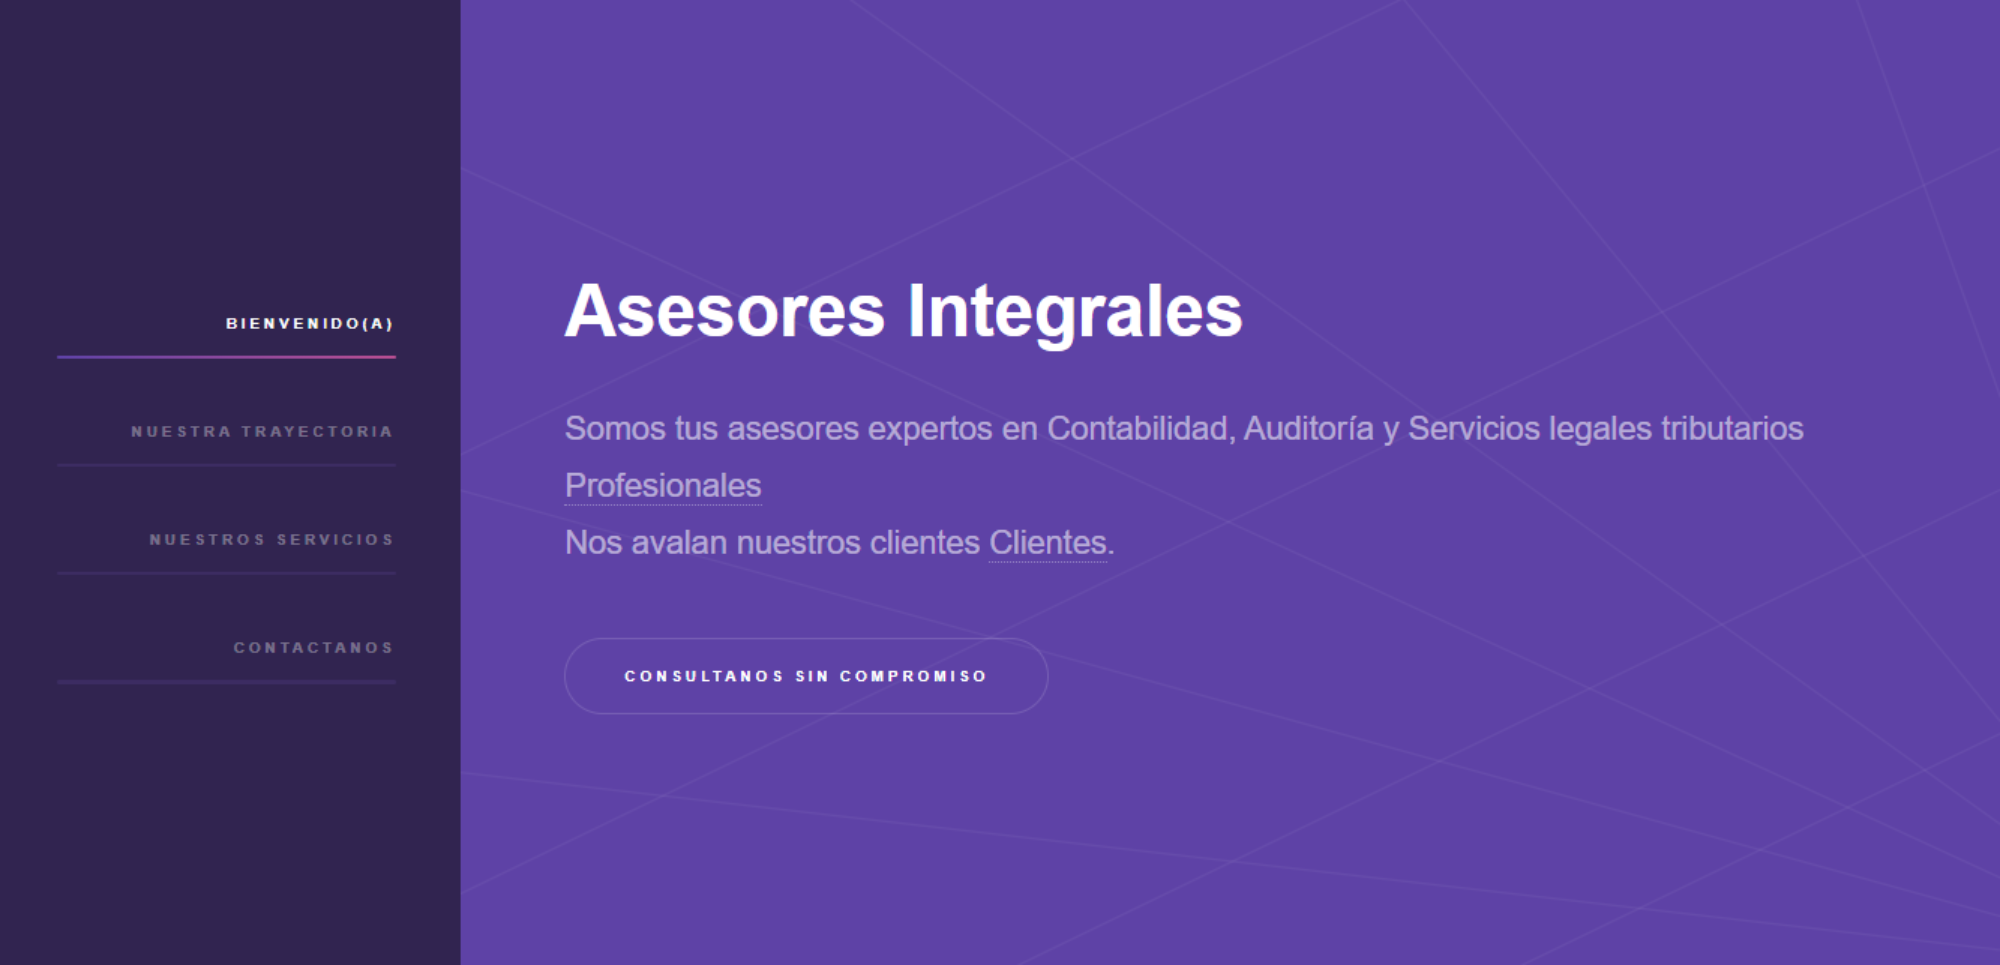 BIENVENIDO(A)
NUESTRA TRAYECTORIA
NUESTROS SERVICIOS
CONTACTANOS
Asesores Integrales
Somos tus asesores expertos en Contabilidad, Auditoría y Servicios legales tributarios
Profesionales
Nos avalan nuestros clientes Clientes.
CONSULTANOS SIN COMPROMISO